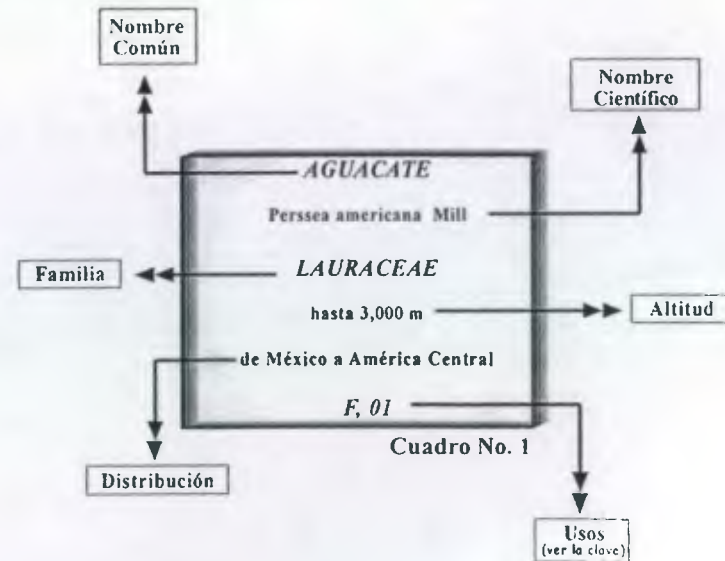 Nombre
Común
Nombre
Científico
AGUACATE
Perssea americana Mill
Familia
LAURACEAE
hasta 3,000 m
Altitud
de México a América Central
F, 01
Cuadro No. 1
Distribución
Usos
(ver la clave)